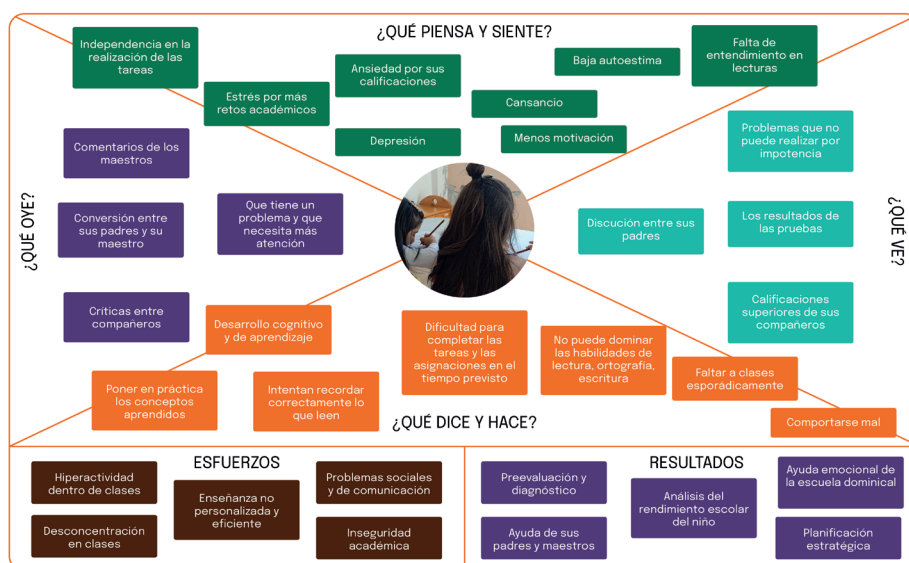 ¿QUÉ PIENSA Y SIENTE?
Independencia en la
realización de las
tareas
Estrés por más
retos académicos
Ansiedad por sus
calificaciones
Depresión
Cansancio
Baja autoestima
Menos motivación
Falta de
entendimiento en
lecturas
¿QUÉ OYE?
Comentarios de los
maestros
Conversión entre
sus padres y su
maestro
Que tiene un
problema y que
necesita más
atención
Críticas entre
compañeros
¿QUÉ VE?
Problemas que no
puede realizar por
impotencia
Discución entre sus
padres
Los resultados de
las pruebas
Calificaciones
superiores de sus
compañeros
Desarrollo cognitivo
y de aprendizaje
Poner en práctica
los conceptos
aprendidos
Intentan recordar
correctamente lo
que leen
Dificultad para
completar las
tareas y las
asignaciones en el
tiempo previsto
No puede dominar
las habilidades de
lectura, ortografía,
escritura
Faltar a clases
esporádicamente
Comportarse mal
¿QUÉ DICE Y HACE?
ESFUERZOS
Hiperactividad
dentro de clases
Desconcentración
en clases
Enseñanza no
personalizada y
eficiente
Problemas sociales
y de comunicación
Inseguridad
académica
RESULTADOS
Preevaluación y
diagnóstico
Ayuda de sus
padres y maestros
Análisis del
rendimiento escolar
del niño
Ayuda emocional de
la escuela dominical
Planificación
estratégica